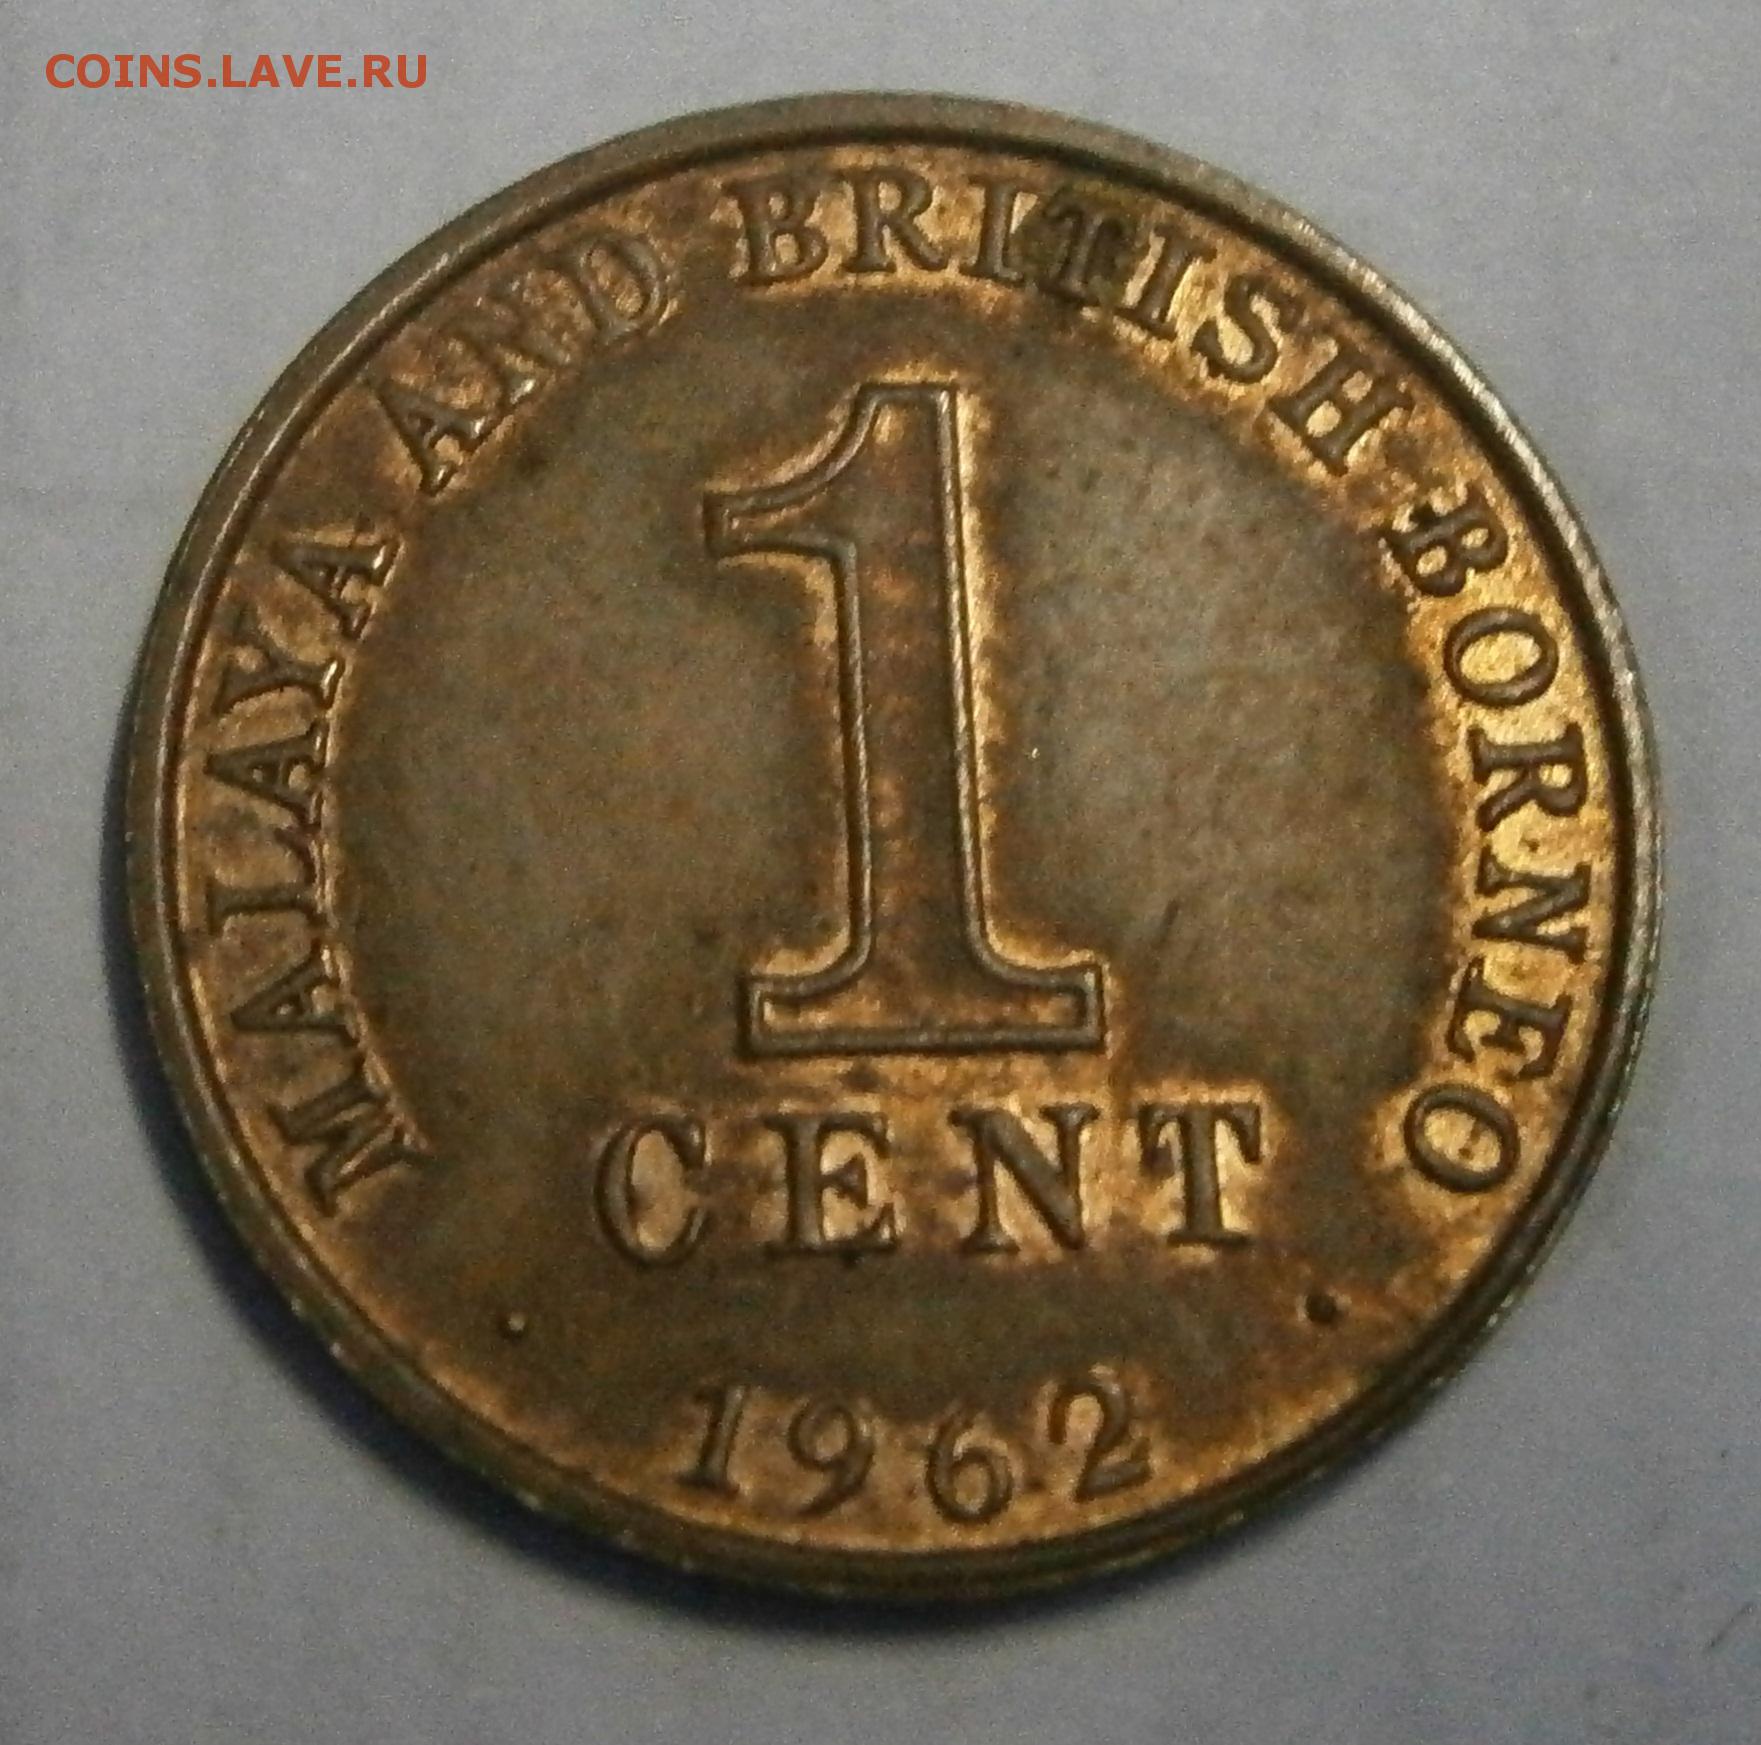 COINS.LAVE.RU
MALAYA AND BRITISH BORNEO
1
CENT
· 1962 ·